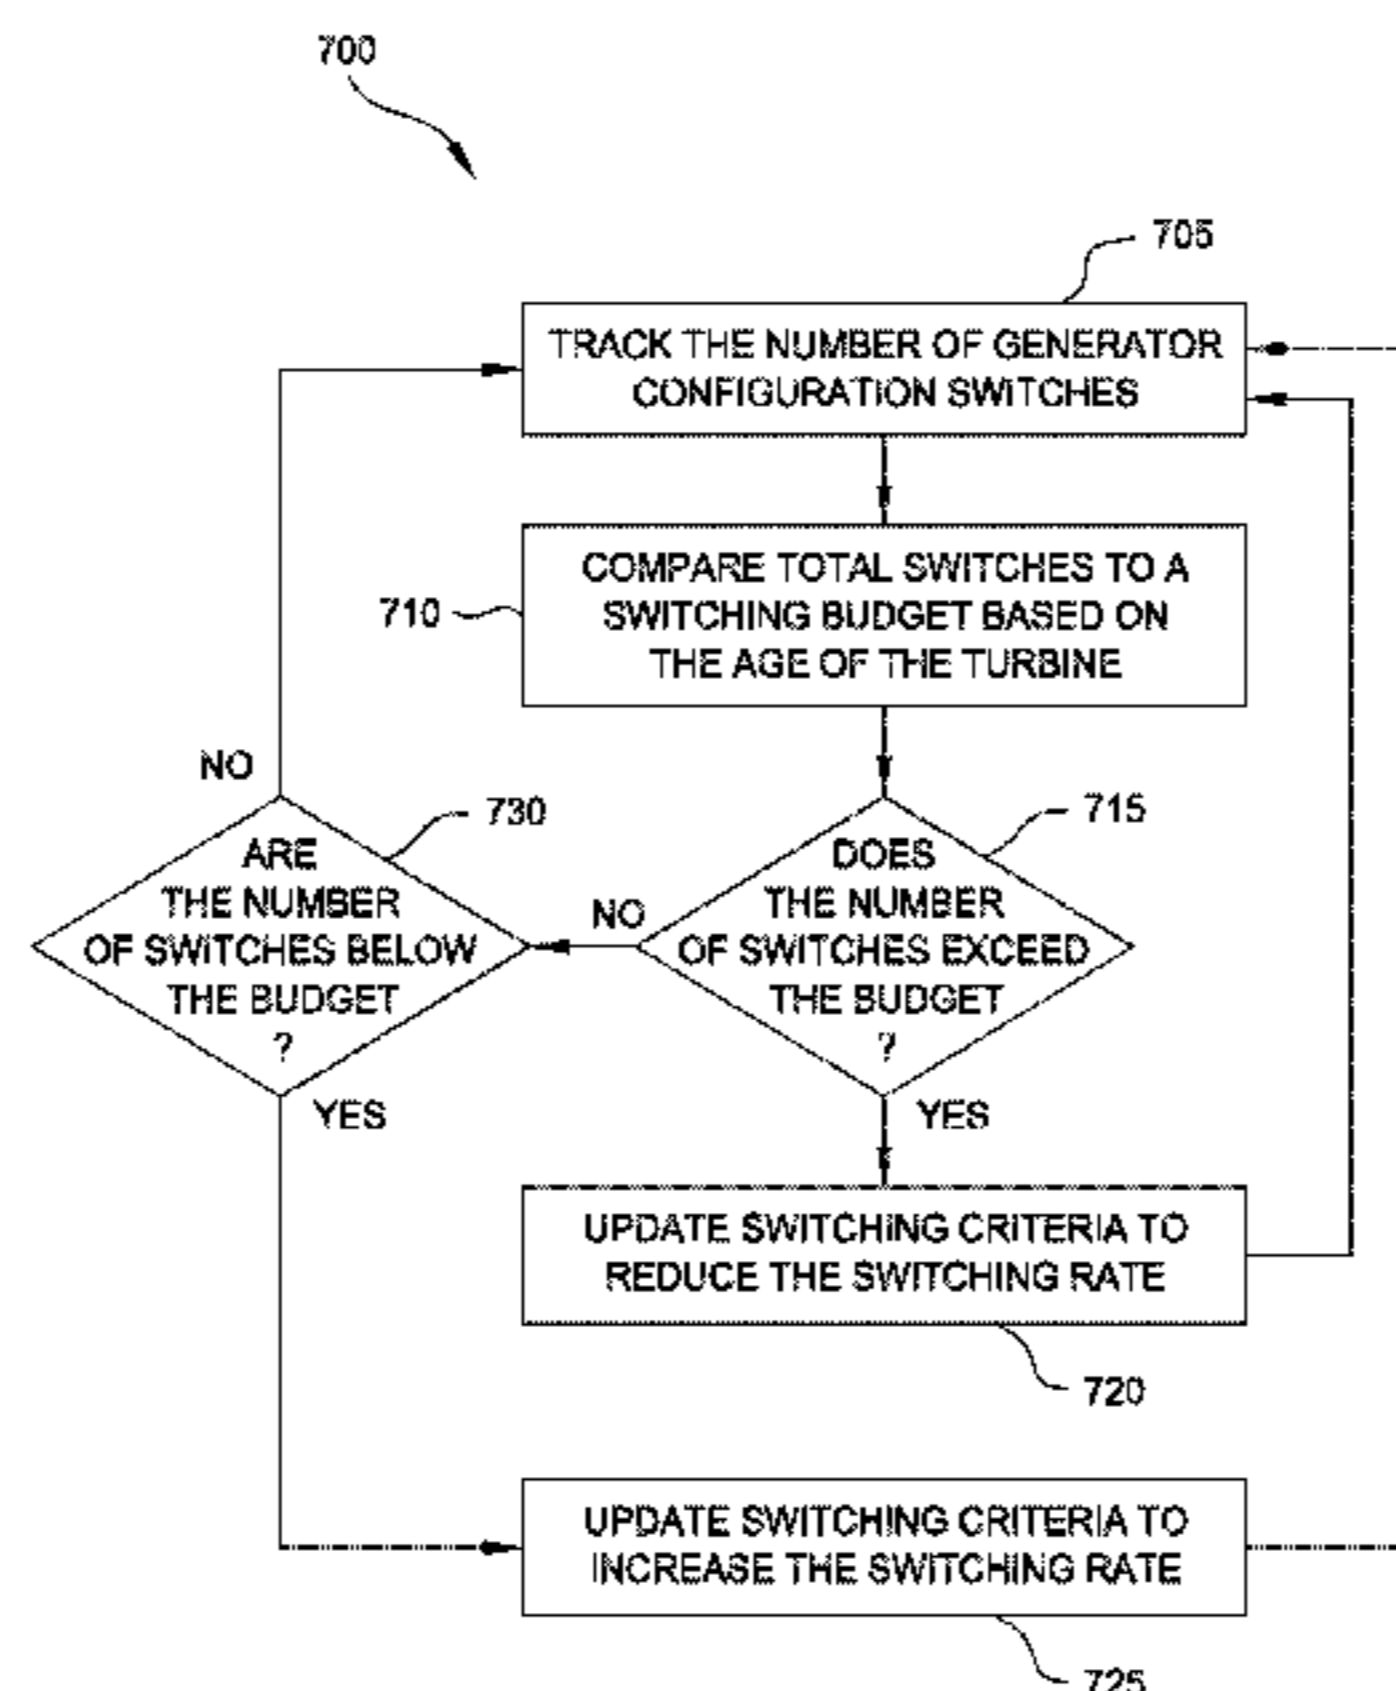 700
705
TRACK THE NUMBER OF GENERATOR
CONFIGURATION SWITCHES
COMPARE TOTAL SWITCHES TO A
SWITCHING BUDGET BASED ON
THE AGE OF THE TURBINE
710
NO
730
ARE
THE NUMBER
OF SWITCHES BELOW
THE BUDGET
?
YES
NO
715
DOES
THE NUMBER
OF SWITCHES EXCEED
THE BUDGET
?
YES
UPDATE SWITCHING CRITERIA TO
REDUCE THE SWITCHING RATE
720
UPDATE SWITCHING CRITERIA TO
INCREASE THE SWITCHING RATE
725